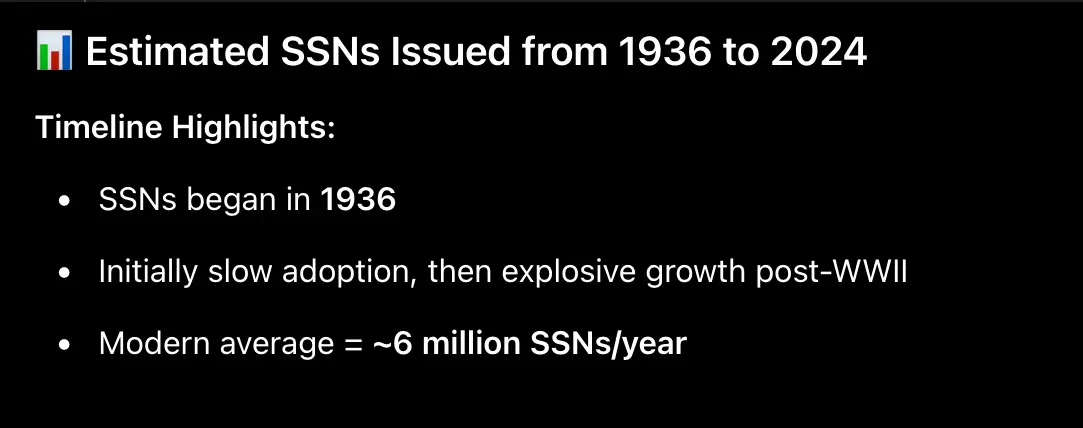 📊 Estimated SSNs Issued from 1936 to 2024
Timeline Highlights:
• SSNs began in 1936
• Initially slow adoption, then explosive growth post-WWII
• Modern average = ~6 million SSNs/year